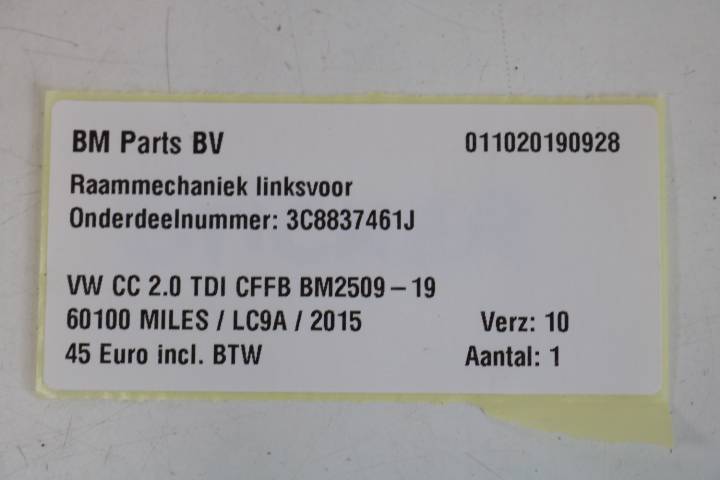 BM Parts BV 011020190928
Raammechaniek linksvoor
Onderdeelnummer: 3C8837461J
VW CC 2.0 TDI CFFB BM2509-19
60100 MILES / LC9A / 2015 Verz: 10
45 Euro incl. BTW Aantal: 1